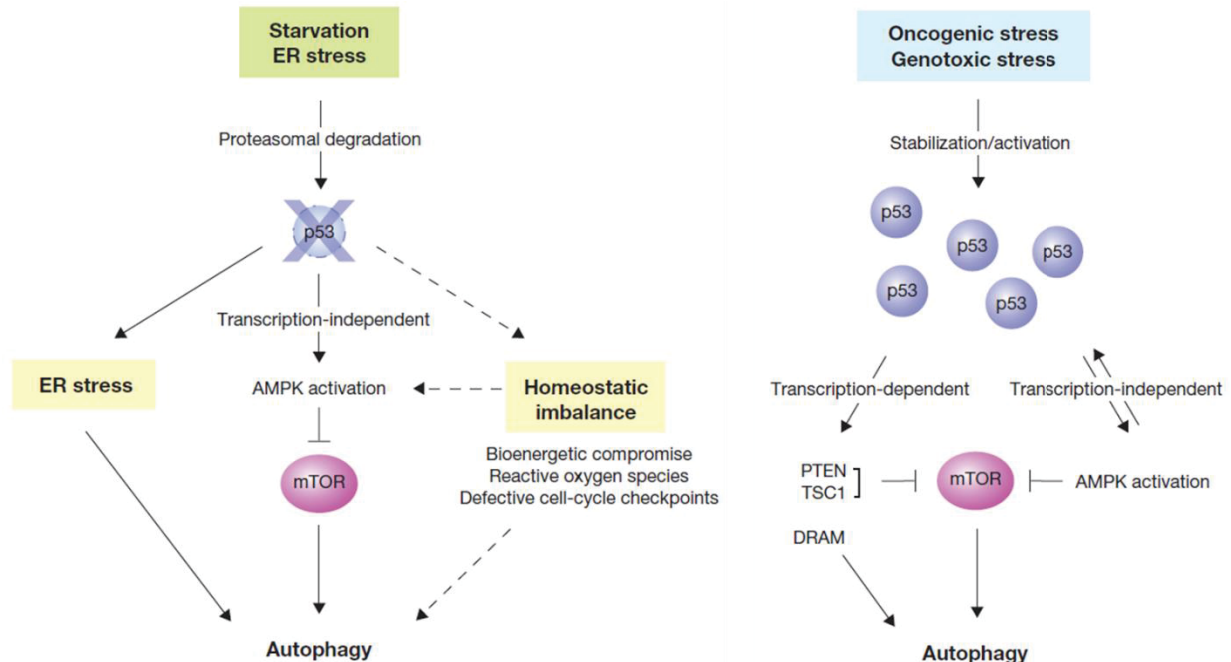 Starvation
ER stress
Proteasomal degradation
p53
Transcription-independent
ER stress
AMPK activation
Homeostatic
imbalance
Bioenergetic compromise
Reactive oxygen species
Defective cell-cycle checkpoints
mTOR
Autophagy
Oncogenic stress
Genotoxic stress
Stabilization/activation
p53
p53
p53
p53
p53
Transcription-dependent
Transcription-independent
PTEN
TSC1
mTOR
AMPK activation
DRAM
Autophagy